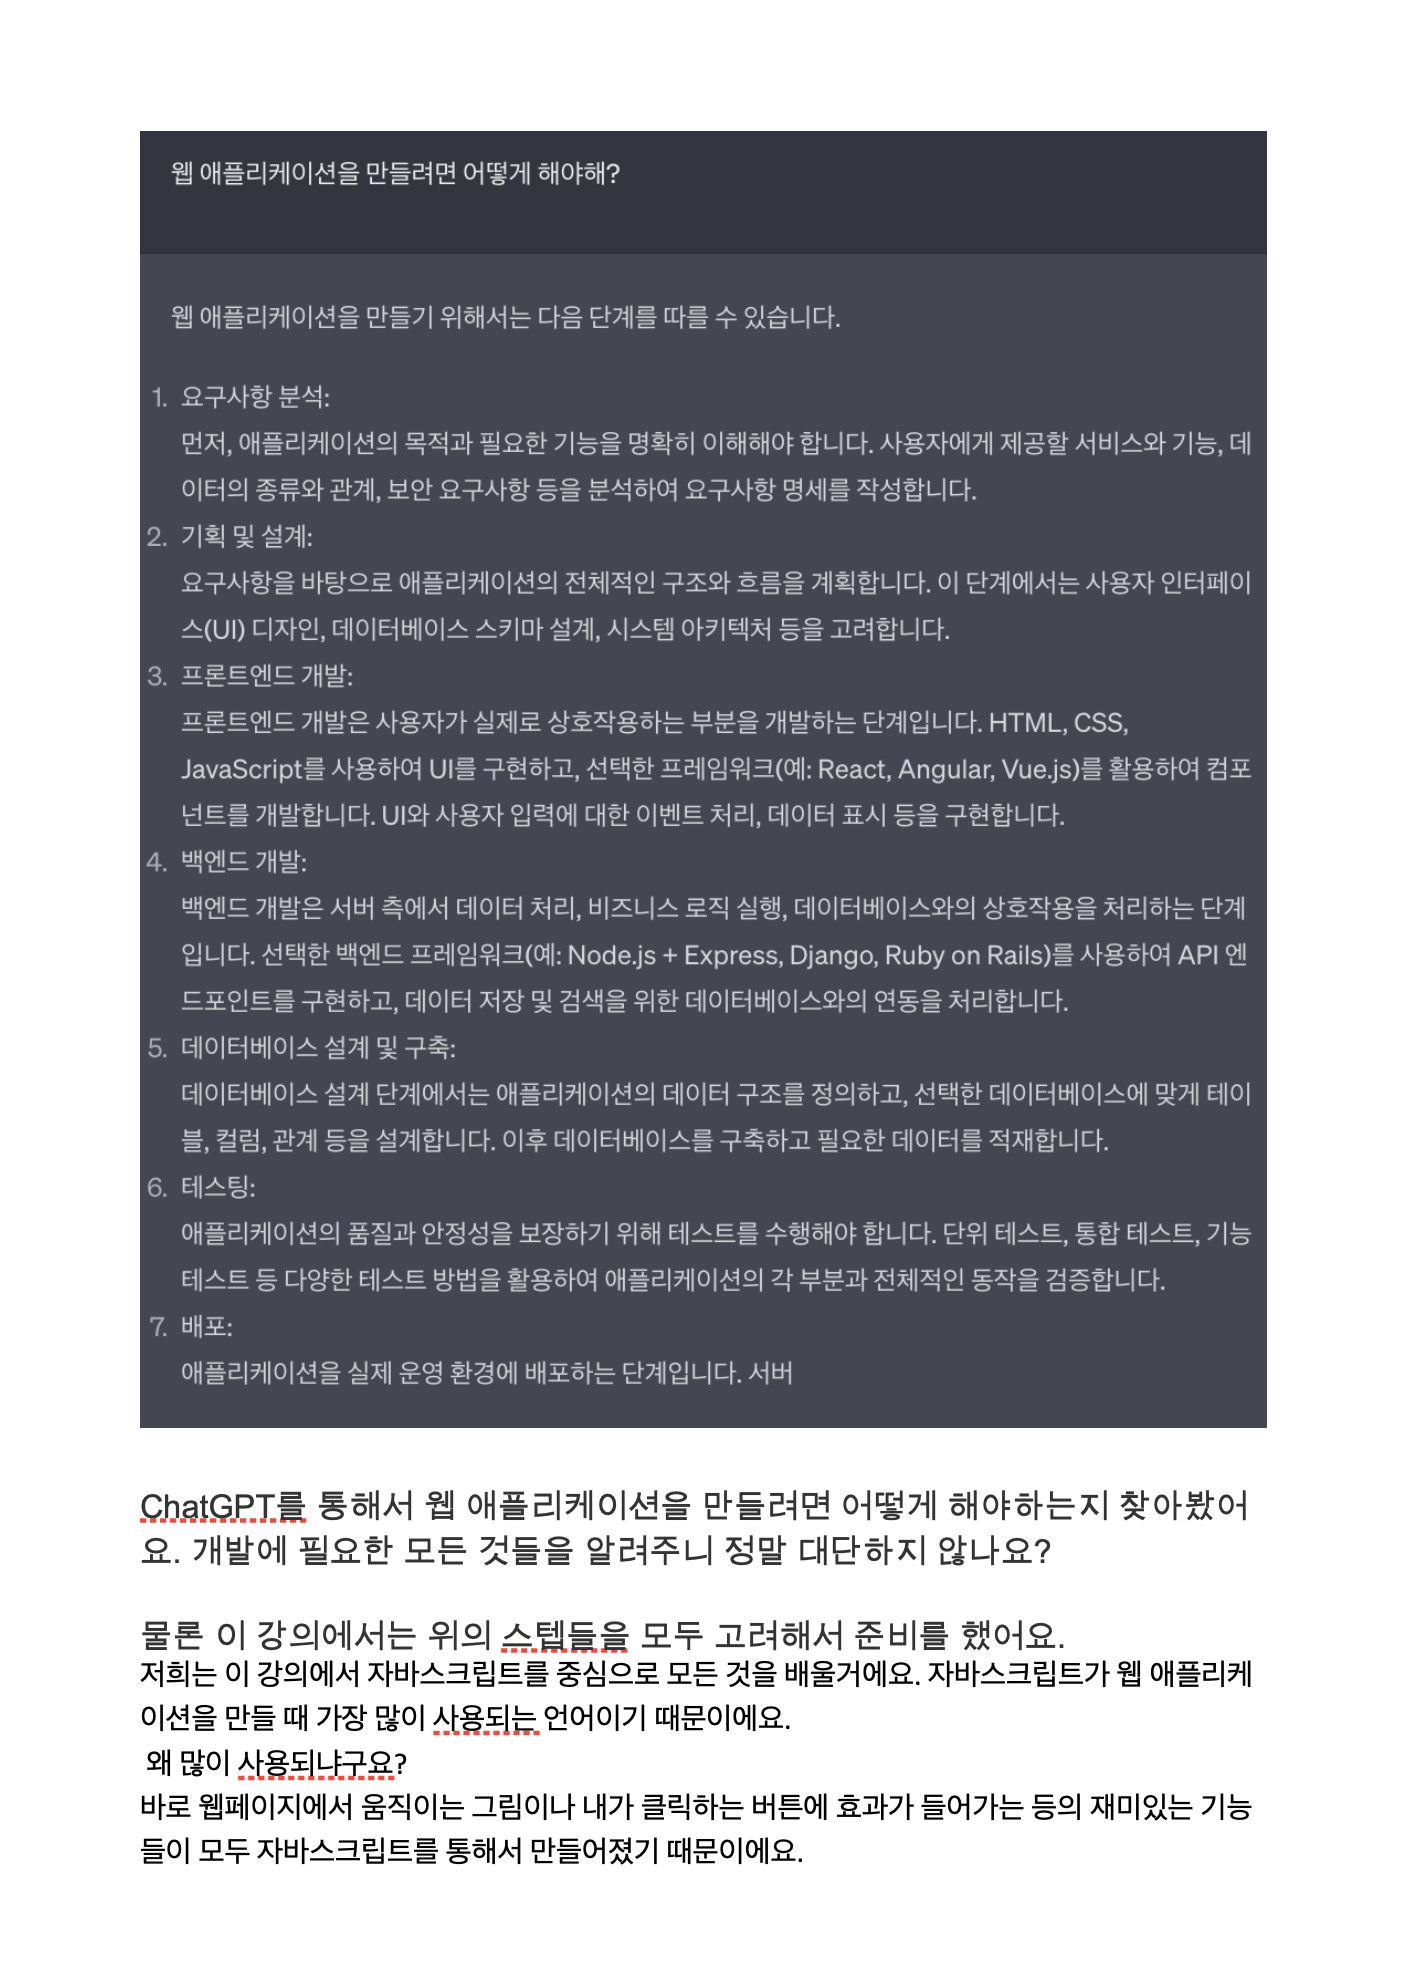 웹 애플리케이션을 만들려면 어떻게 해야해?
웹 애플리케이션을 만들기 위해서는 다음 단계를 따를 수 있습니다.
1. 요구사항 분석:
먼저, 애플리케이션의 목적과 필요한 기능을 명확히 이해해야 합니다. 사용자에게 제공할 서비스와 기능, 데
이터의 종류와 관계, 보안 요구사항 등을 분석하여 요구사항 명세를 작성합니다.
2. 기획 및 설계:
요구사항을 바탕으로 애플리케이션의 전체적인 구조와 흐름을 계획합니다. 이 단계에서는 사용자 인터페이
스(UI) 디자인, 데이터베이스 스키마 설계, 시스템 아키텍처 등을 고려합니다.
3. 프론트엔드 개발:
프론트엔드 개발은 사용자가 실제로 상호작용하는 부분을 개발하는 단계입니다. HTML, CSS,
JavaScript를 사용하여 UI를 구현하고, 선택한 프레임워크(예: React, Angular, Vue.js)를 활용하여 컴포
넌트를 개발합니다. UI와 사용자 입력에 대한 이벤트 처리, 데이터 표시 등을 구현합니다.
4. 백엔드 개발:
백엔드 개발은 서버 측에서 데이터 처리, 비즈니스 로직 실행, 데이터베이스와의 상호작용을 처리하는 단계
입니다. 선택한 백엔드 프레임워크(예: Node.js + Express, Django, Ruby on Rails)를 사용하여 API 엔
드포인트를 구현하고, 데이터 저장 및 검색을 위한 데이터베이스와의 연동을 처리합니다.
5. 데이터베이스 설계 및 구축:
데이터베이스 설계 단계에서는 애플리케이션의 데이터 구조를 정의하고, 선택한 데이터베이스에 맞게 테이
블, 컬럼, 관계 등을 설계합니다. 이후 데이터베이스를 구축하고 필요한 데이터를 적재합니다.
6. 테스팅:
애플리케이션의 품질과 안정성을 보장하기 위해 테스트를 수행해야 합니다. 단위 테스트, 통합 테스트, 기능
테스트 등 다양한 테스트 방법을 활용하여 애플리케이션의 각 부분과 전체적인 동작을 검증합니다.
7. 배포:
애플리케이션을 실제 운영 환경에 배포하는 단계입니다. 서버
ChatGPT를 통해서 웹 애플리케이션을 만들려면 어떻게 해야하는지 찾아봤어
요. 개발에 필요한 모든 것들을 알려주니 정말 대단하지 않나요?
물론 이 강의에서는 위의 스텝들을 모두 고려해서 준비를 했어요.
저희는 이 강의에서 자바스크립트를 중심으로 모든 것을 배울거에요. 자바스크립트가 웹 애플리케
이션을 만들 때 가장 많이 사용되는 언어이기 때문이에요.
왜 많이 사용되냐구요?
바로 웹페이지에서 움직이는 그림이나 내가 클릭하는 버튼에 효과가 들어가는 등의 재미있는 기능
들이 모두 자바스크립트를 통해서 만들어졌기 때문이에요.